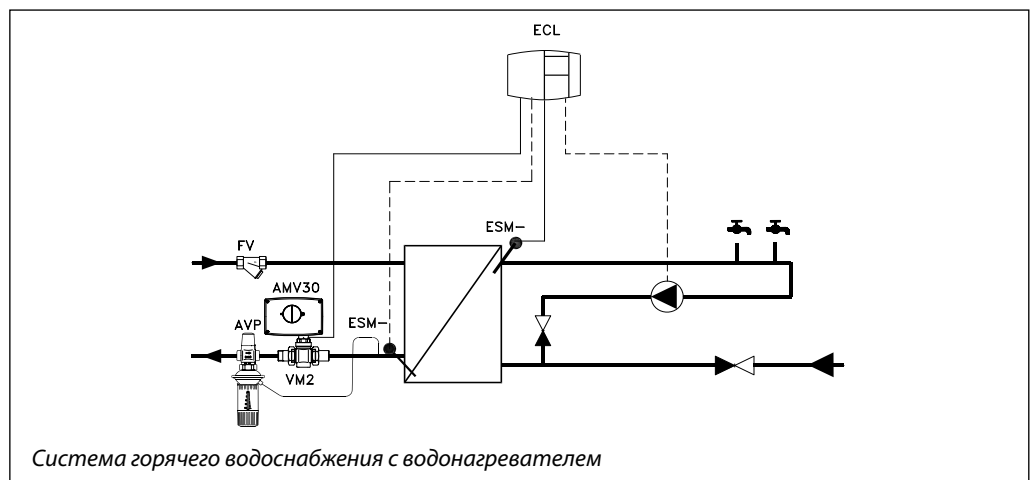 ECL
ESM-
FV
AMV30
AVP
ESM-
VM2
Система горячего водоснабжения с водонагревателем